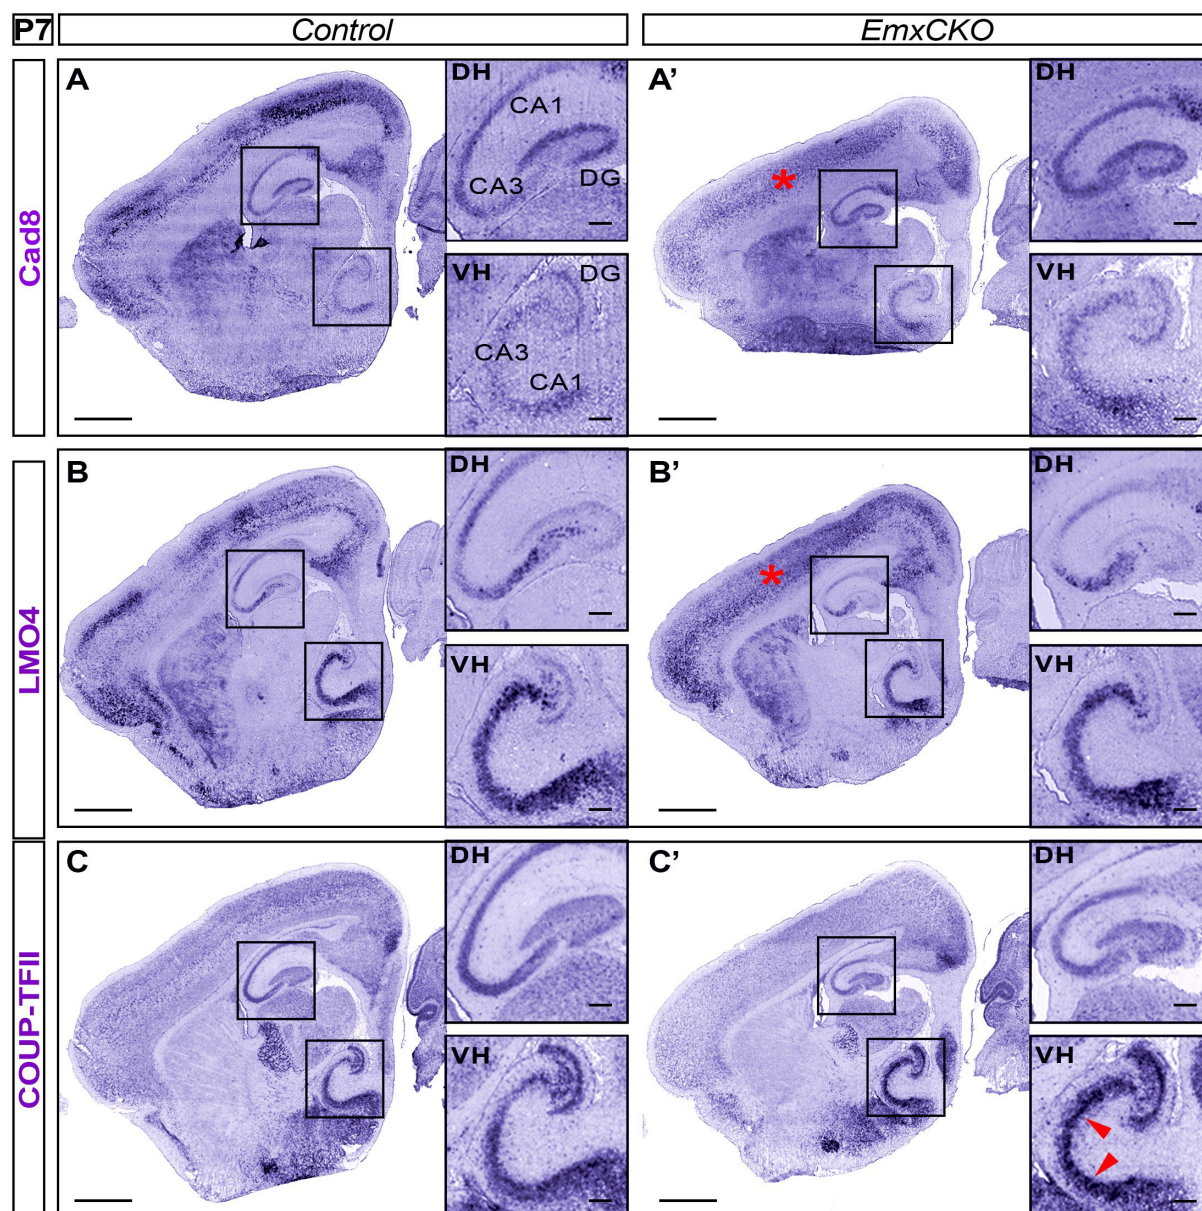 P7
Control
EmxCKO
Cad8
A
DH
CA1
CA3
DG
VH
DG
CA3
CA1
A’
DH
VH
*
LMO4
B
DH
VH
B’
DH
VH
*
COUP-TFII
C
DH
VH
C’
DH
VH